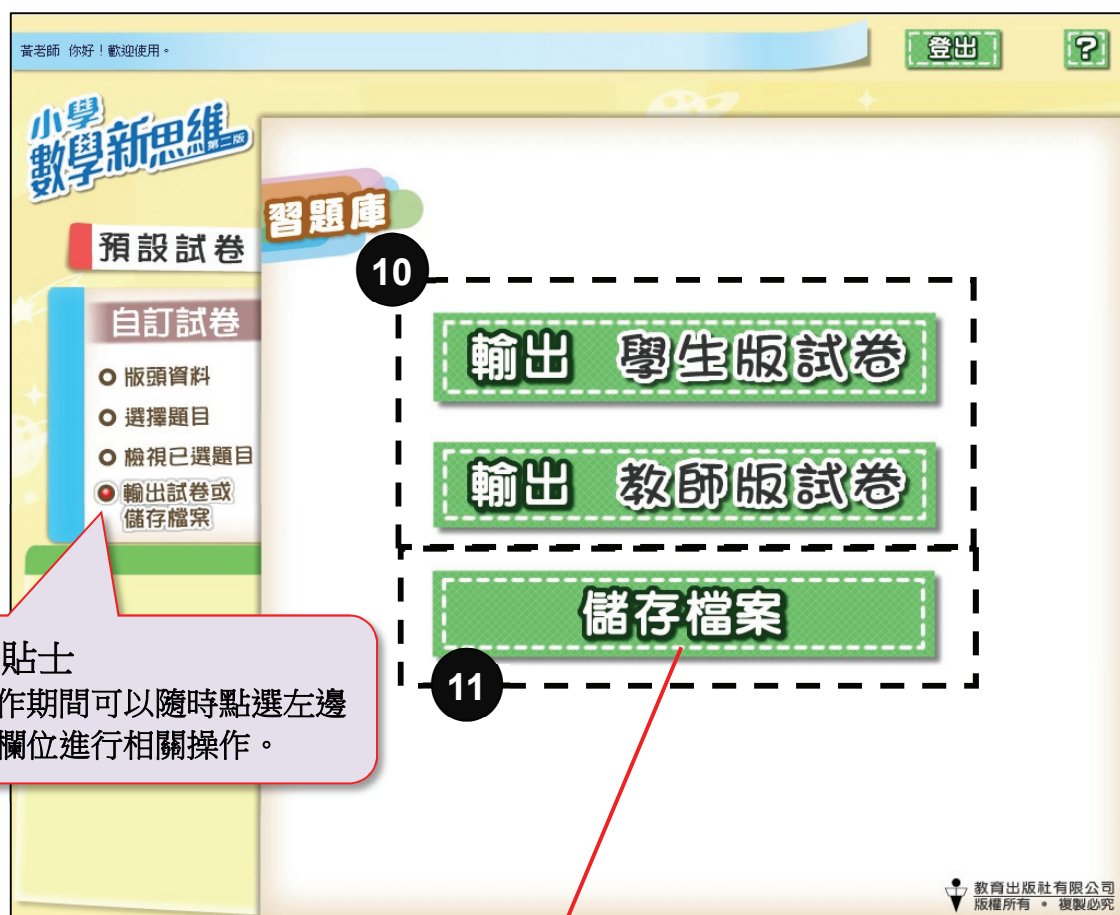 黃老師 你好！歡迎使用。
登出
?
小學
數學新思維
第二版
習題庫
預設試卷
10
自訂試卷
輸出 學生版試卷
版頭資料
選擇題目
檢視已選題目
輸出 教師版試卷
輸出試卷或
儲存檔案
儲存檔案
11
貼士
作期間可以隨時點選左邊
欄位進行相關操作。
教育出版社有限公司
版權所有 • 複製必究